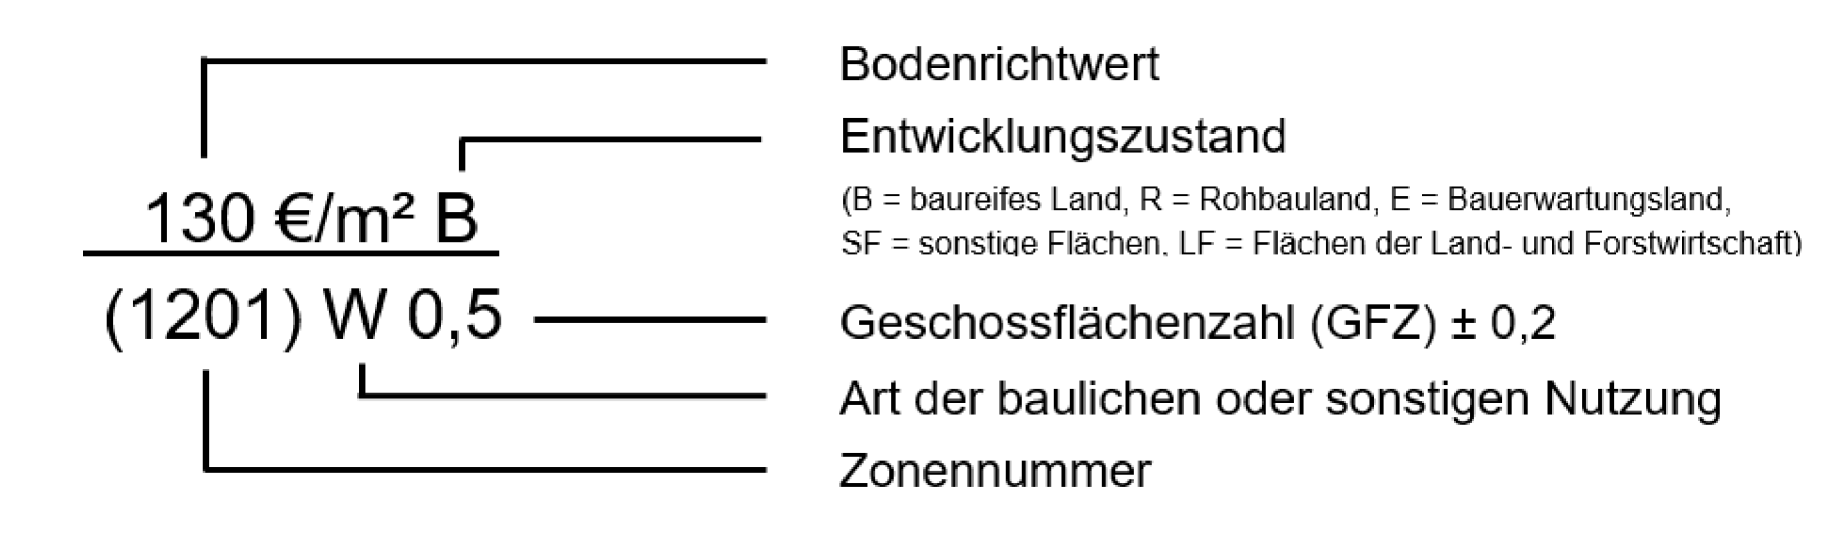 Bodenrichtwert
Entwicklungszustand
(B = baureifes Land, R = Rohbauland, E = Bauerwartungsland,
SF = sonstige Flächen, LF = Flächen der Land- und Forstwirtschaft)
130 €/m² B
(1201) W 0,5
Geschossflächenzahl (GFZ) ± 0,2
Art der baulichen oder sonstigen Nutzung
Zonennummer